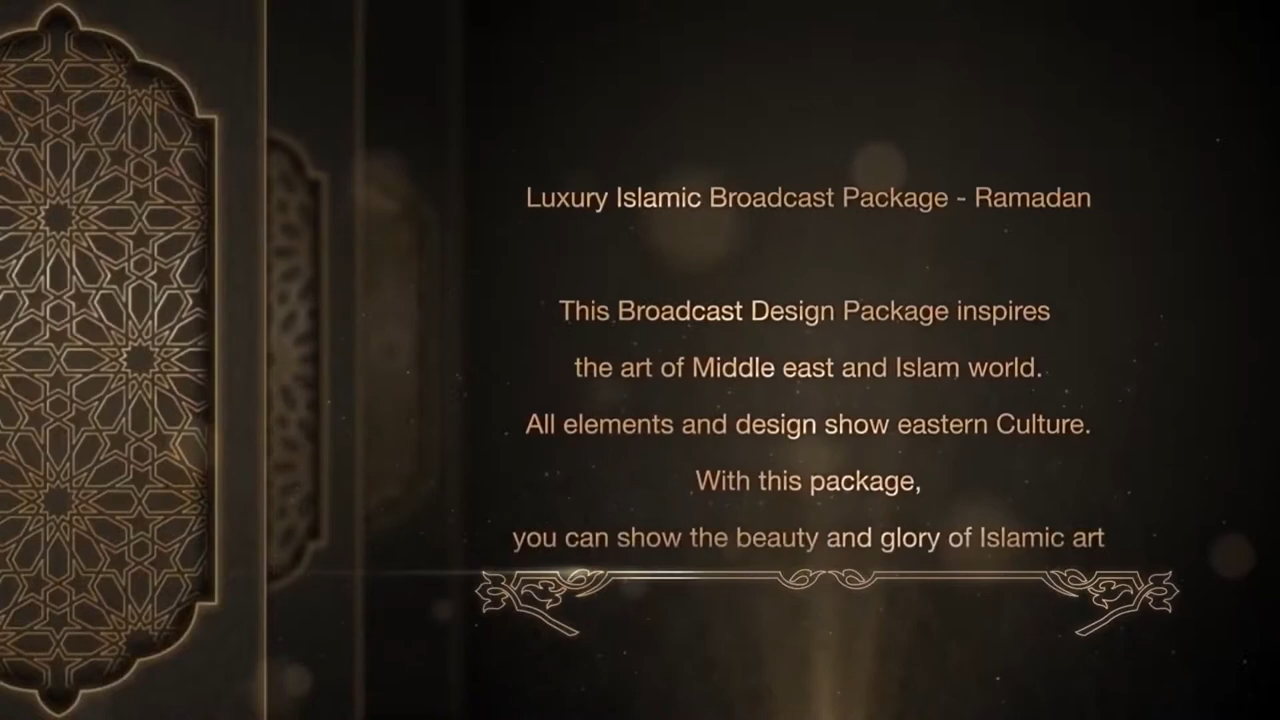 Luxury Islamic Broadcast Package - Ramadan
This Broadcast Design Package inspires
the art of Middle east and Islam world.
All elements and design show eastern Culture.
With this package,
you can show the beauty and glory of Islamic art